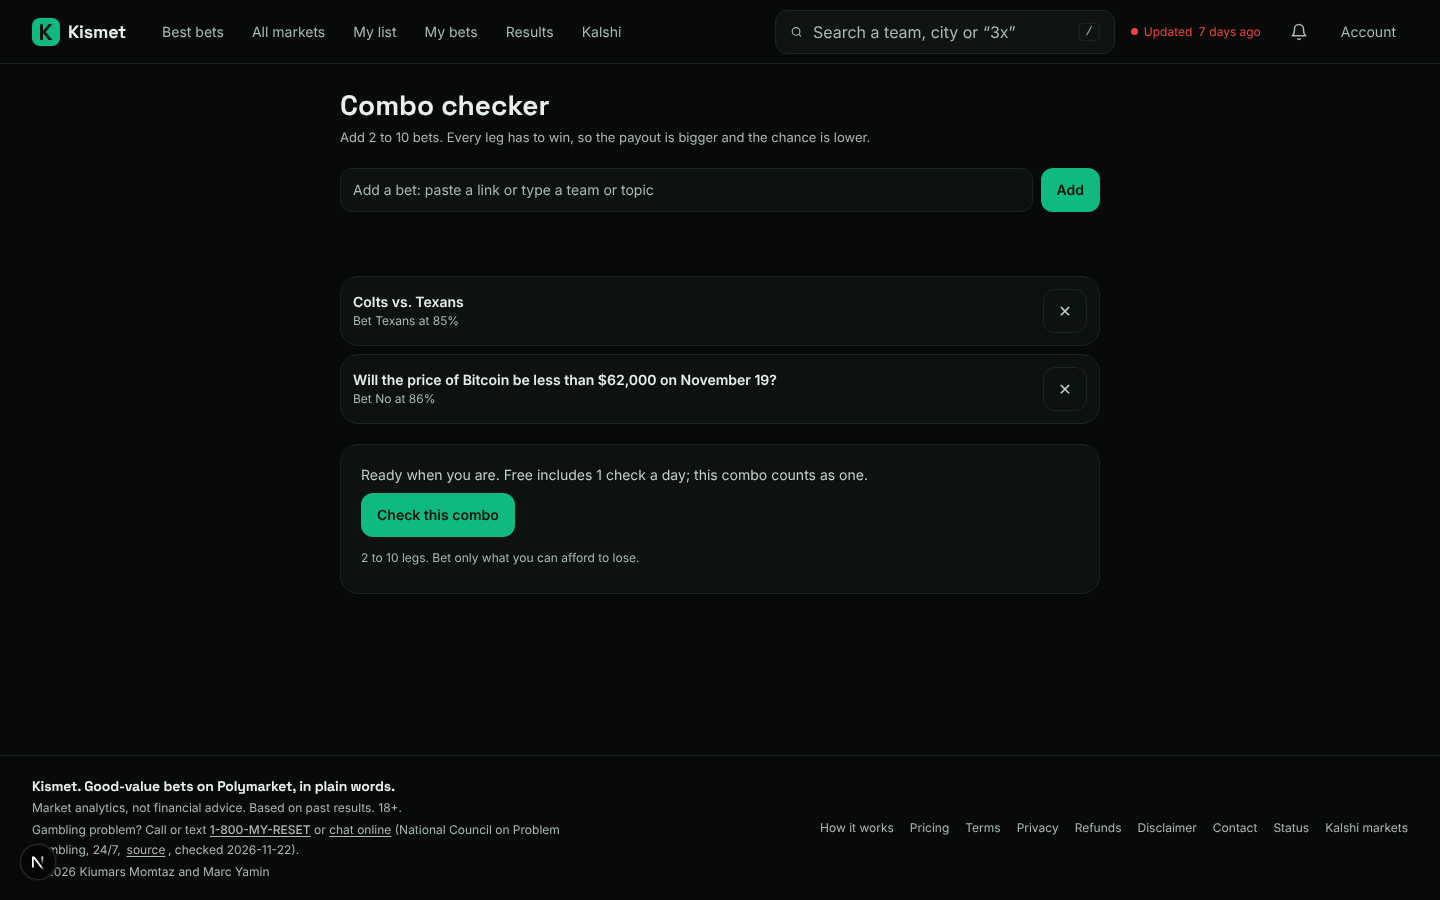 K Kismet Best bets All markets My list My bets Results Kalshi Search a team, city or “3x” / Updated 7 days ago Account
Combo checker
Add 2 to 10 bets. Every leg has to win, so the payout is bigger and the chance is lower.
Add a bet: paste a link or type a team or topic Add
Colts vs. Texans
Bet Texans at 85%
Will the price of Bitcoin be less than $62,000 on November 19?
Bet No at 86%
Ready when you are. Free includes 1 check a day; this combo counts as one.
Check this combo
2 to 10 legs. Bet only what you can afford to lose.
Kismet. Good-value bets on Polymarket, in plain words.
Market analytics, not financial advice. Based on past results. 18+.
Gambling problem? Call or text 1-800-MY-RESET or chat online (National Council on Problem
mbling, 24/7, source , checked 2026-11-22).
026 Kiumars Momtaz and Marc Yamin
How it works Pricing Terms Privacy Refunds Disclaimer Contact Status Kalshi markets
N